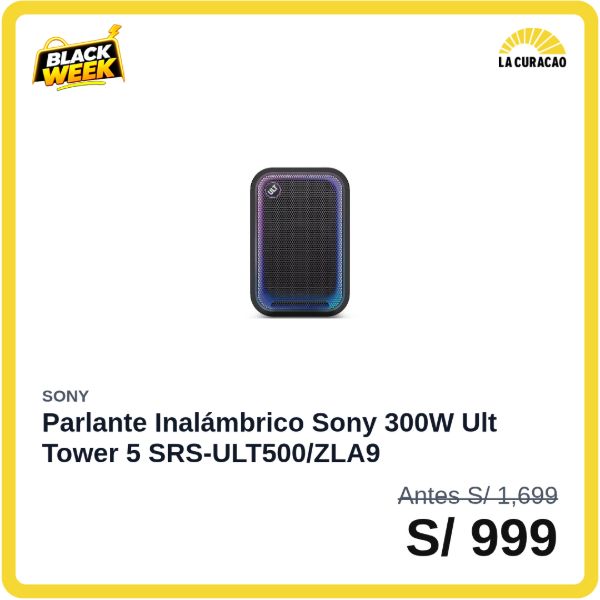 BLACK
WEEK
LA CURACAO
ULT
SONY
Parlante Inalámbrico Sony 300W Ult
Tower 5 SRS-ULT500/ZLA9
Antes S/ 1,699
S/ 999